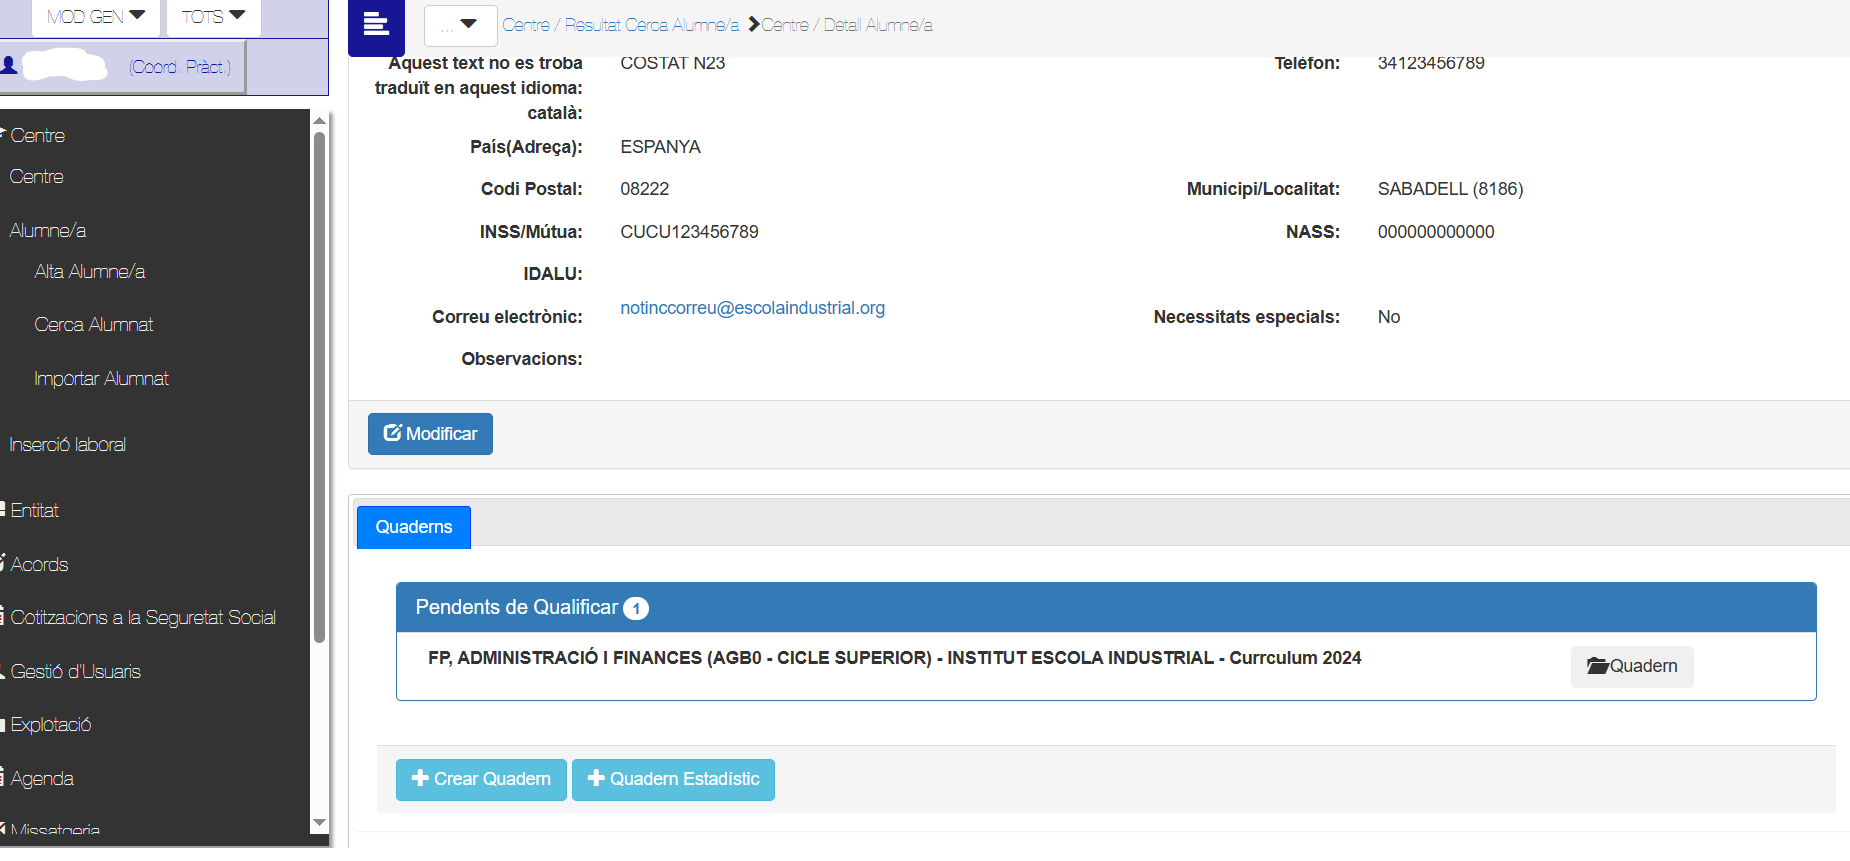 MOD GEN
TOTS
(Coord. Pràct.)
Centre
Centre
Alumne/a
Alta Alumne/a
Cerca Alumnat
Importar Alumnat
Inserció laboral
Entitat
Acords
Cotitzacions a la Seguretat Social
Gestió d'Usuaris
Explotació
Agenda
Missatgeria
... Centre / Resultat Cerca Alumne/a Centre / Detall Alumne/a
Aquest text no es troba traduït en aquest idioma: català: COSTAT N23
Telèfon: 34123456789
País(Adreça): ESPANYA
Codi Postal: 08222
Municipi/Localitat: SABADELL (8186)
INSS/Mútua: CUCU123456789
NASS: 000000000000
IDALU:
Correu electrònic: notinccorreu@escolaindustrial.org
Necessitats especials: No
Observacions:
Modificar
Quaderns
Pendents de Qualificar 1
FP, ADMINISTRACIÓ I FINANCES (AGB0 - CICLE SUPERIOR) - INSTITUT ESCOLA INDUSTRIAL - Currculum 2024
Quadern
Crear Quadern
Quadern Estadístic